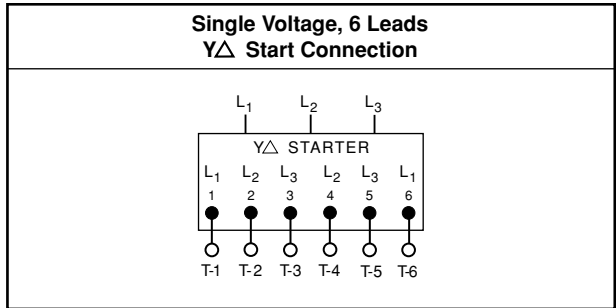 Single Voltage, 6 Leads
Y△ Start Connection
L1 L2 L3
Y△ STARTER
L1 L2 L3 L2 L3 L1
1 2 3 4 5 6
T-1 T-2 T-3 T-4 T-5 T-6